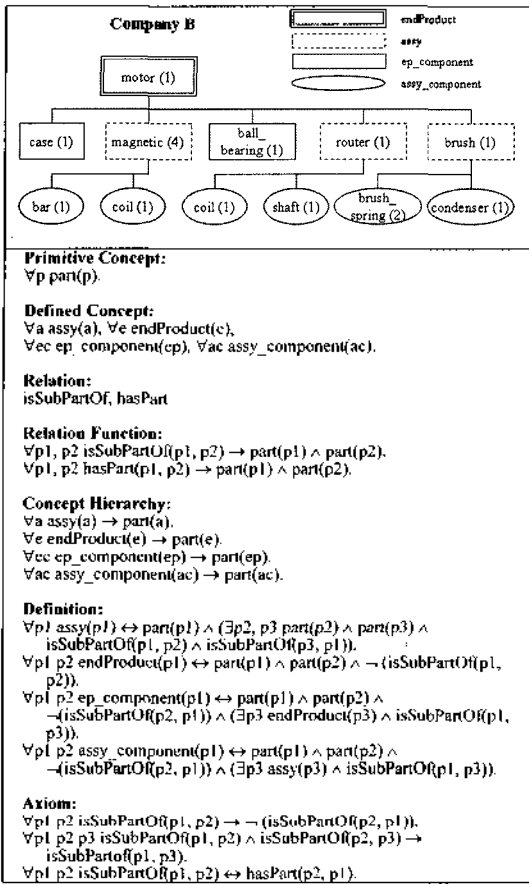 Company B
endProduct
assy
ep_component
assy_component
motor (1)
case (1)
magnetic (4)
ball_
bearing (1)
router (1)
brush (1)
bar (1)
coil (1)
coil (1)
shaft (1)
brush_
spring (2)
condenser (1)
Primitive Concept:
∀p part(p).
Defined Concept:
∀a assy(a), ∀e endProduct(e),
∀ec ep_component(ep), ∀ac assy_component(ac).
Relation:
isSubPartOf, hasPart
Relation Function:
∀p1, p2 isSubPartOf(p1, p2) → part(p1) ∧ part(p2).
∀p1, p2 hasPart(p1, p2) → part(p1) ∧ part(p2).
Concept Hierarchy:
∀a assy(a) → part(a).
∀e endProduct(e) → part(e).
∀ec ep_component(ep) → part(ep).
∀ac assy_component(ac) → part(ac).
Definition:
∀p1 assy(p1) ↔ part(p1) ∧ (∃p2, p3 part(p2) ∧ part(p3) ∧
isSubPartOf(p1, p2) ∧ isSubPartOf(p3, p1)).
∀p1 p2 endProduct(p1) ↔ part(p1) ∧ part(p2) ∧ ¬ (isSubPartOf(p1,
p2)).
∀p1 p2 ep_component(p1) ↔ part(p1) ∧ part(p2) ∧
¬(isSubPartOf(p2, p1)) ∧ (∃p3 endProduct(p3) ∧ isSubPartOf(p1,
p3)).
∀p1 p2 assy_component(p1) ↔ part(p1) ∧ part(p2) ∧
¬(isSubPartOf(p2, p1)) ∧ (∃p3 assy(p3) ∧ isSubPartOf(p1, p3)).
Axiom:
∀p1 p2 isSubPartOf(p1, p2) → ¬ (isSubPartOf(p2, p1)).
∀p1 p2 p3 isSubPartOf(p1, p2) ∧ isSubPartOf(p2, p3) →
isSubPartof(p1, p3).
∀p1 p2 isSubPartOf(p1, p2) ↔ hasPart(p2, p1).